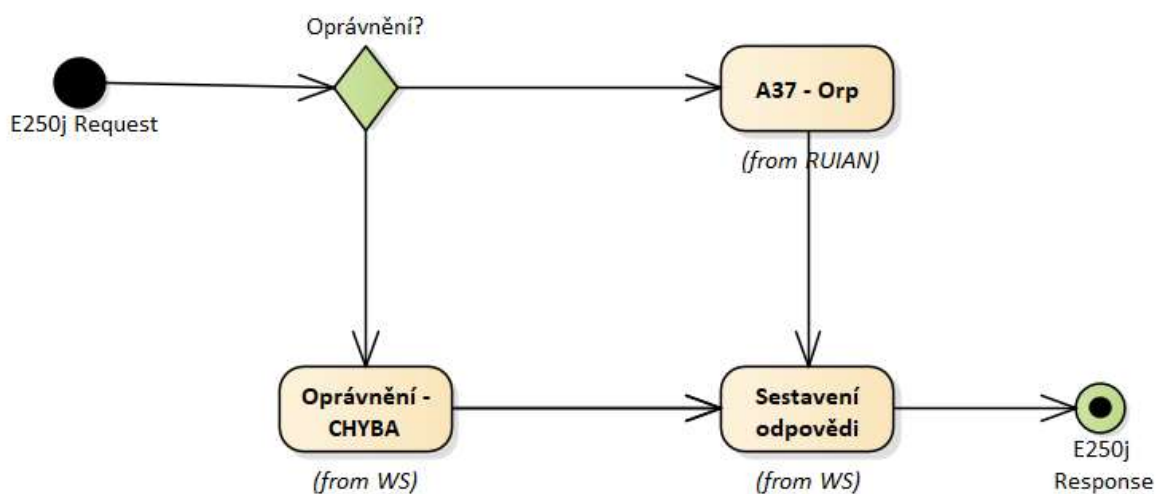 Oprávnění?
E250j Request
A37 - Orp
(from RUIAN)
Oprávnění -
CHYBA
(from WS)
Sestavení
odpovědi
(from WS)
E250j
Response